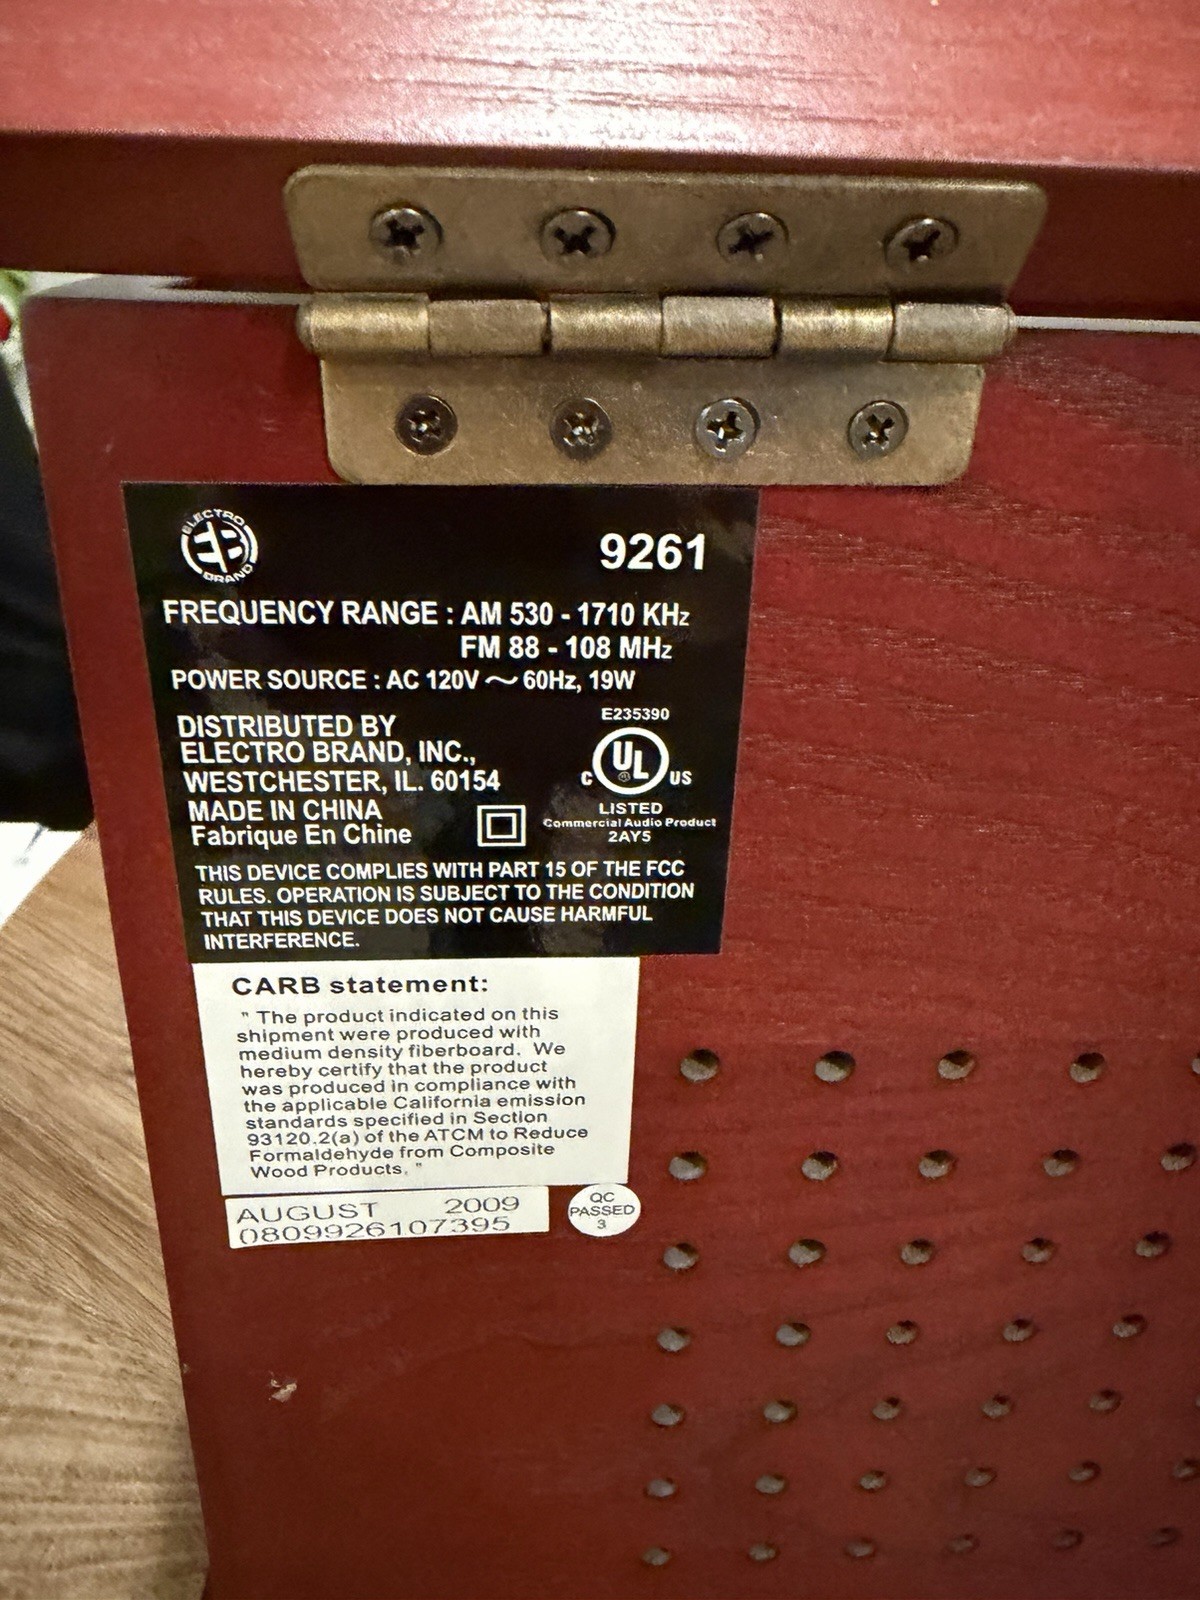 ELECTRO
EB
BRAND
9261
FREQUENCY RANGE : AM 530 - 1710 KHz
FM 88 - 108 MHz
POWER SOURCE : AC 120V ~ 60Hz, 19W
DISTRIBUTED BY
ELECTRO BRAND, INC.,
WESTCHESTER, IL. 60154
MADE IN CHINA
Fabrique En Chine
E235390
C UL US
LISTED
Commercial Audio Product
2AY5
THIS DEVICE COMPLIES WITH PART 15 OF THE FCC
RULES. OPERATION IS SUBJECT TO THE CONDITION
THAT THIS DEVICE DOES NOT CAUSE HARMFUL
INTERFERENCE.
CARB statement:
" The product indicated on this
shipment were produced with
medium density fiberboard. We
hereby certify that the product
was produced in compliance with
the applicable California emission
standards specified in Section
93120.2(a) of the ATCM to Reduce
Formaldehyde from Composite
Wood Products. "
AUGUST 2009
0809926107395
QC
PASSED
3